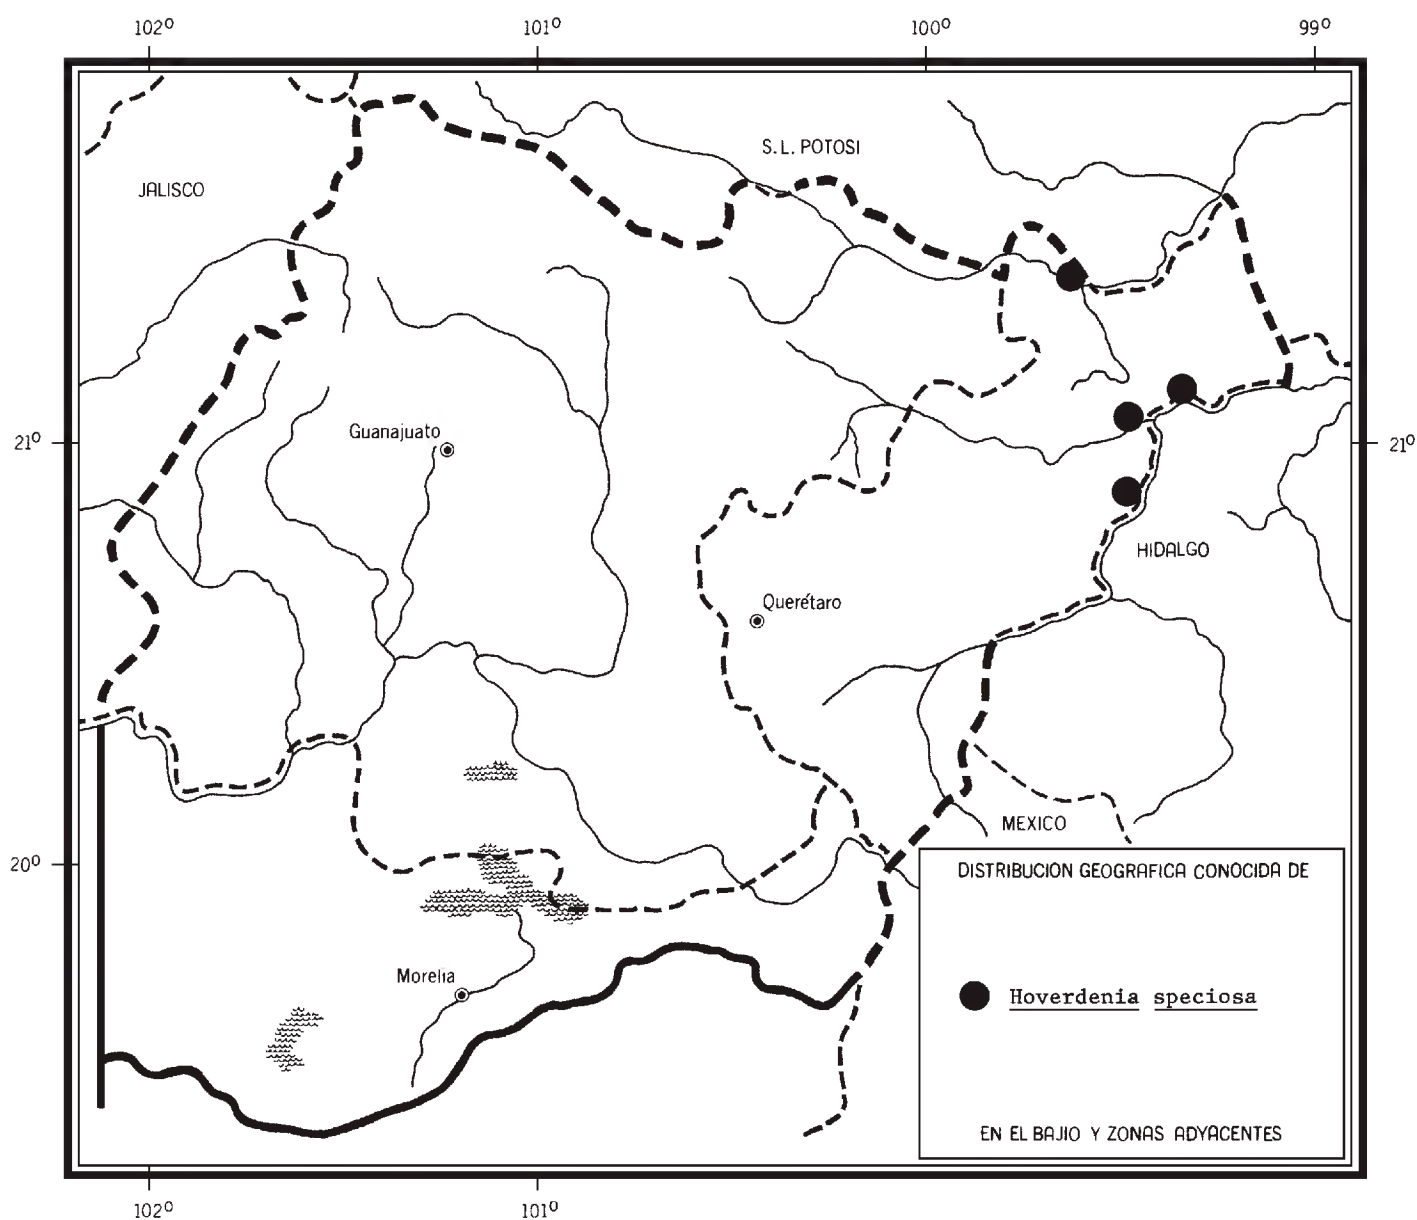 102º 101º 100º 99º
S.L. POTOSI
JALISCO
Guanajuato
21º 21º
HIDALGO
Querétaro
MEXICO
20º
DISTRIBUCION GEOGRAFICA CONOCIDA DE
Morelia
Hoverdenia speciosa
EN EL BAJIO Y ZONAS ADYACENTES
102º 101º